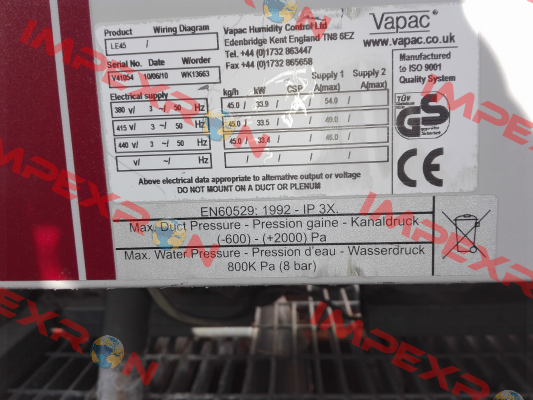 Product Wiring Diagram
LE45 /
Serial No. Date W/order
V41054 10/06/10 WK13663
Electrical supply
380 v/ 3 ~/ 50 Hz
415 v/ 3 ~/ 50 Hz
440 v/ 3 ~/ 50 Hz
v/ ~/ Hz
Vapac Humidity Control Ltd
Edenbridge Kent England TN8 6EZ
Tel. +44 (0)1732 863447
Fax +44 (0)1732 865658
Supply 1 Supply 2
kg/h kW CSP A(max) A(max)
45.0 / 33.9 / 54.0 /
45.0 / 33.5 / 49.0 /
45.0 / 33.4 / 46.0 /
/ / / /
Vapac®
www.vapac.co.uk
Manufactured
to ISO 9001
Quality System
TÜV
GS
geprüfte
Sicherheit
CE
Above electrical data appropriate to alternative output or voltage
DO NOT MOUNT ON A DUCT OR PLENUM
EN60529: 1992 - IP 3X.
Max. Duct Pressure - Pression gaine - Kanaldruck
(-600) - (+2000) Pa
Max. Water Pressure - Pression d'eau - Wasserdruck
800K Pa (8 bar)
IMPEXRON